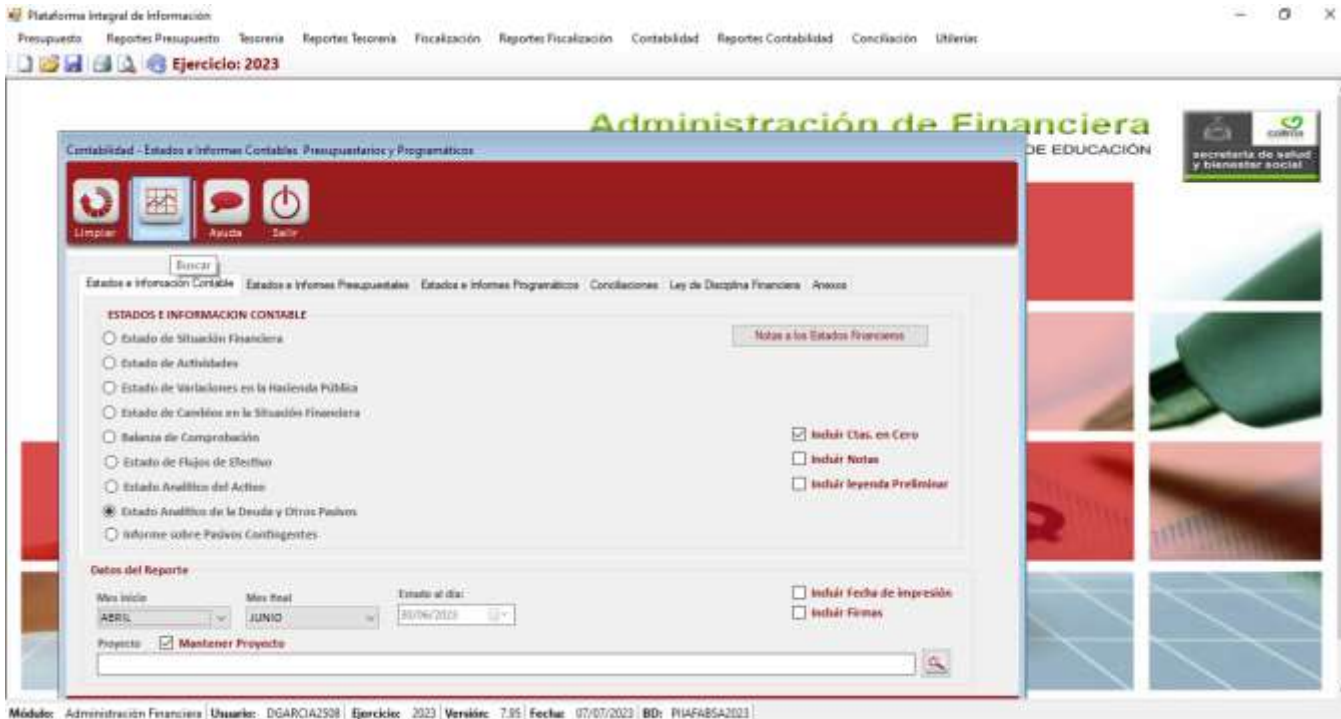 Plataforma Integral de Información
Presupuesto Reportes Presupuesto Tesorería Reportes Tesorería Fiscalización Reportes Fiscalización Contabilidad Reportes Contabilidad Conciliación Utilerías
Ejercicio: 2023
Administración de Financiera
DE EDUCACIÓN
secretaría de salud
y bienestar social
Contabilidad - Estados e Informes Contables Presupuestarios y Programáticos
Limpiar Ayuda Salir
Buscar
Estados e Información Contable Estados e Informes Presupuestales Estados e Informes Programáticos Conciliaciones Ley de Disciplina Financiera Anexos
ESTADOS E INFORMACION CONTABLE
Estado de Situación Financiera
Notas a los Estados Financieros
Estado de Actividades
Estado de Variaciones en la Hacienda Pública
Estado de Cambios en la Situación Financiera
Balanza de Comprobación
Incluir Ctas. en Cero
Estado de Flujos de Efectivo
Incluir Notas
Estado Analítico del Activo
Incluir leyenda Preliminar
Estado Analítico de la Deuda y Otros Pasivos
Informe sobre Pasivos Contingentes
Datos del Reporte
Mes inicio Mes final Estado al día: Incluir Fecha de impresión
ABRIL JUNIO 30/06/2023 Incluir Firmas
Proyecto Mantener Proyecto
Módulo: Administración Financiera Usuario: DGARCIA2508 Ejercicio: 2023 Versión: 7.95 Fecha: 07/07/2023 BD: